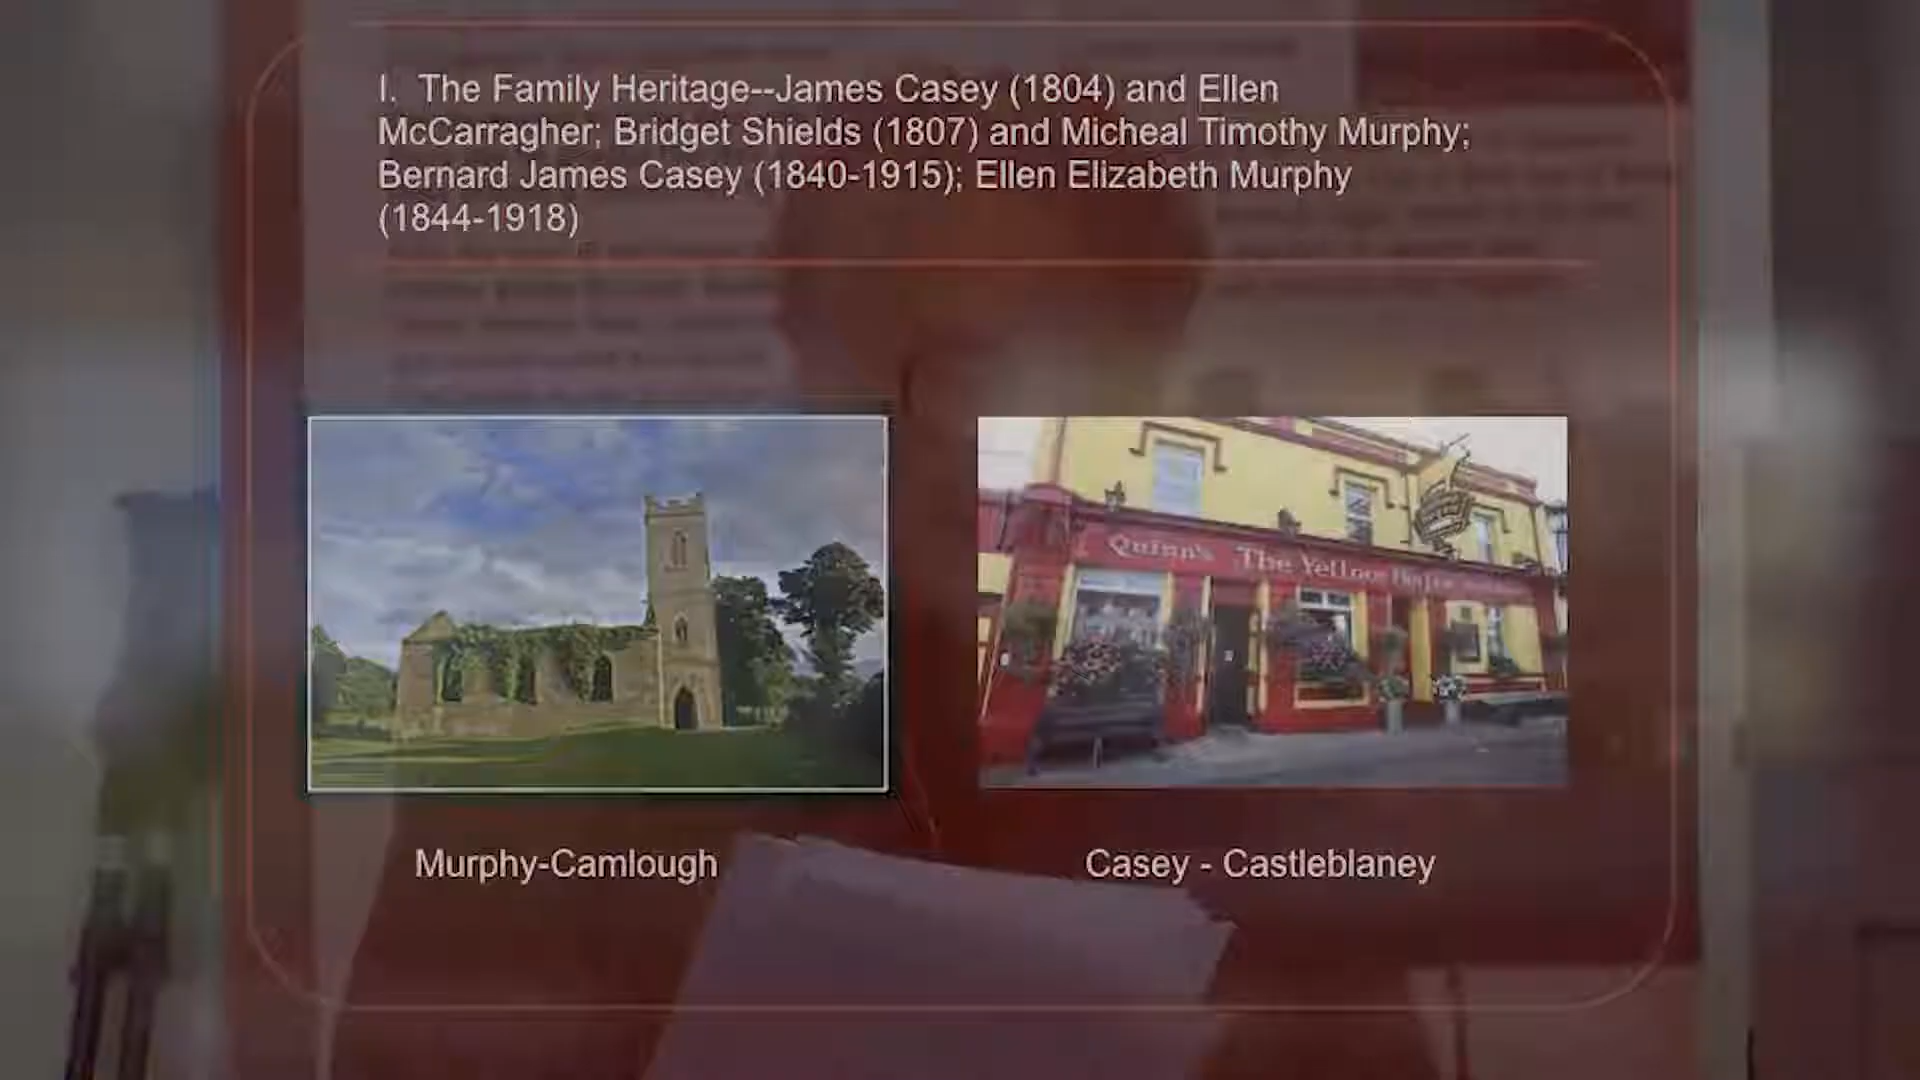 I. The Family Heritage--James Casey (1804) and Ellen
McCarragher; Bridget Shields (1807) and Micheal Timothy Murphy;
Bernard James Casey (1840-1915); Ellen Elizabeth Murphy
(1844-1918)
Quinn's The Yellow
Murphy-Camlough
Casey - Castleblaney